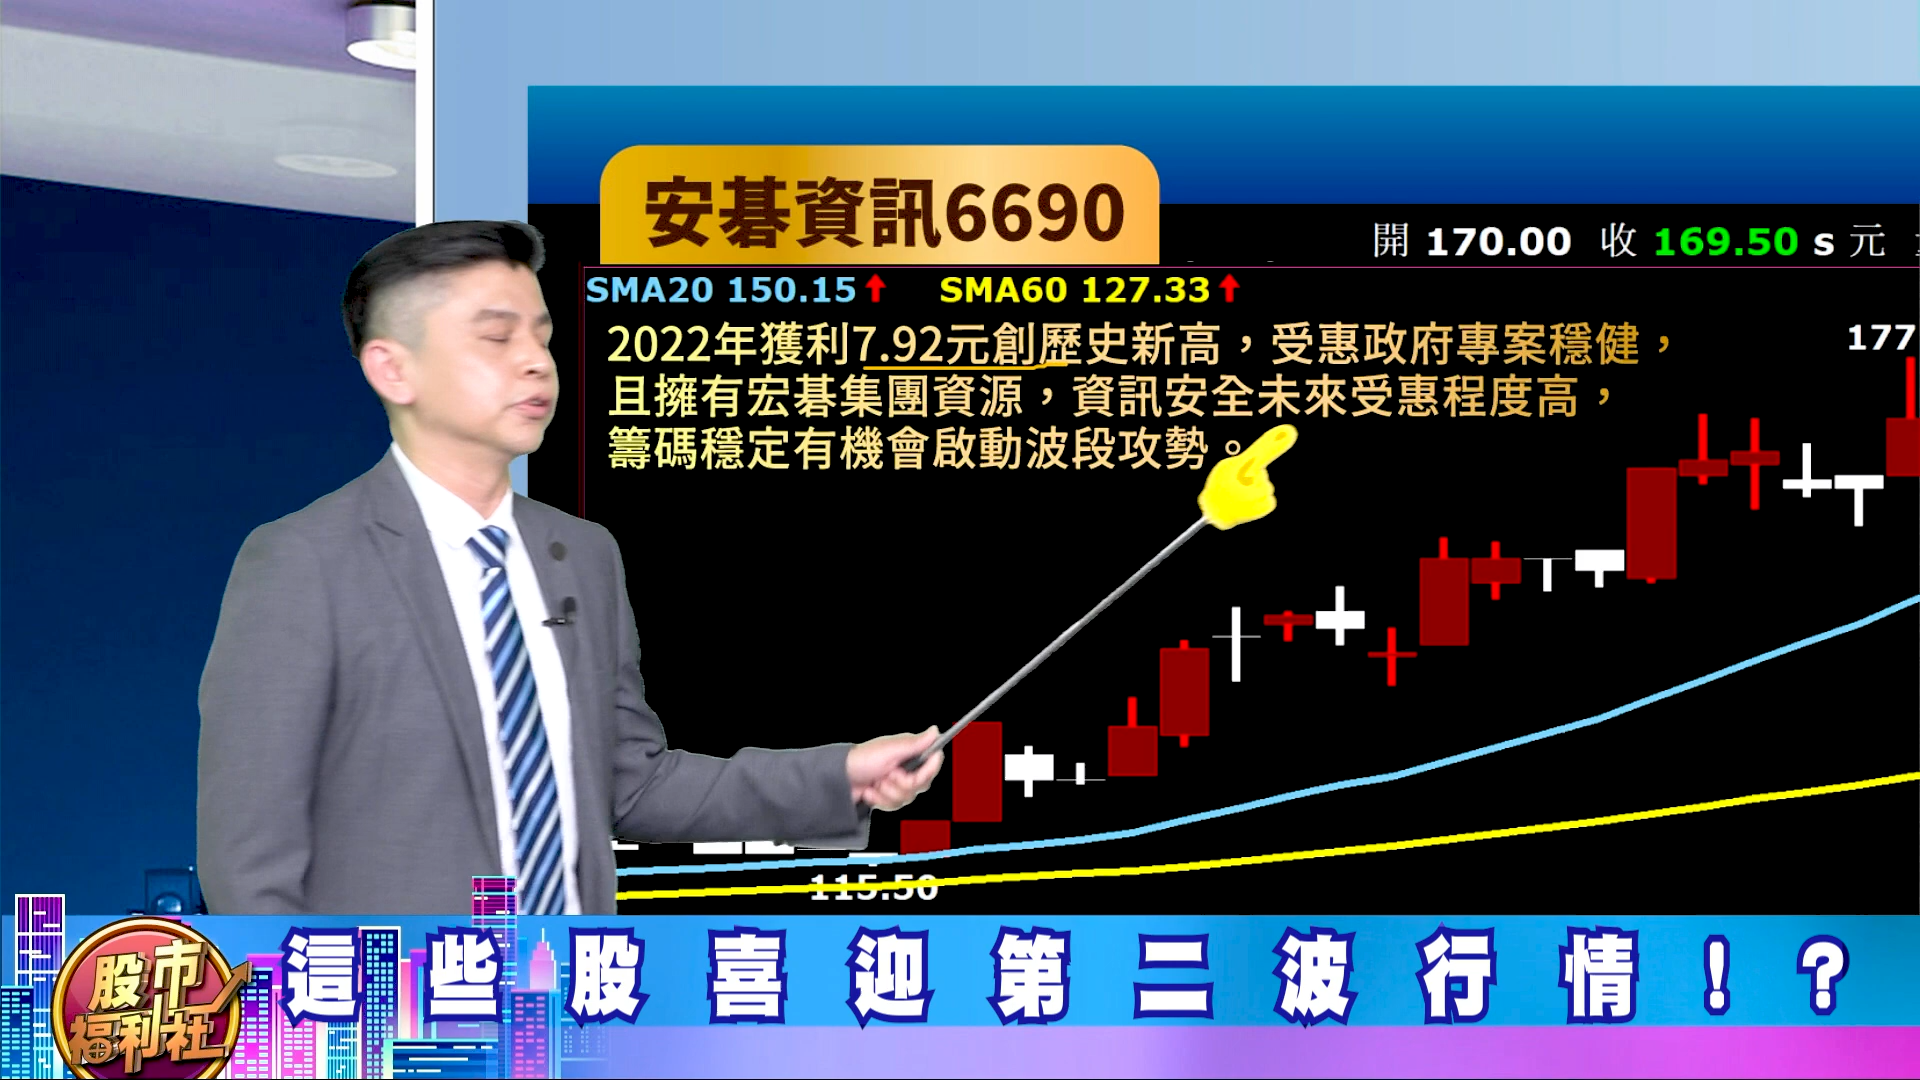 安碁資訊6690
開 170.00 收 169.50 s 元
SMA20 150.15↑ SMA60 127.33↑
2022年獲利7.92元創歷史新高，受惠政府專案穩健，
且擁有宏碁集團資源，資訊安全未來受惠程度高，
籌碼穩定有機會啟動波段攻勢。
177
115.50
股市
福利社
這些股喜迎第二波行情！？